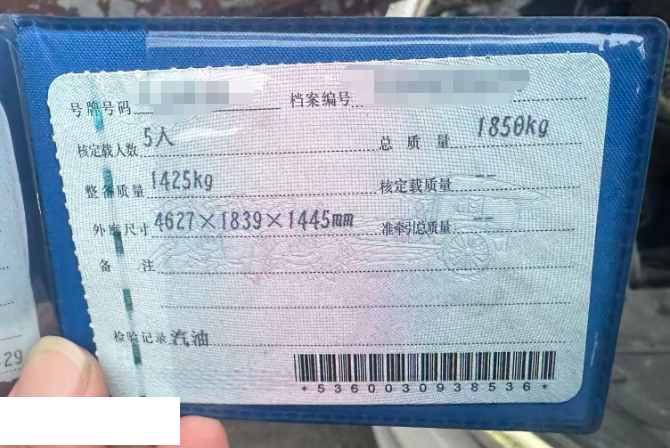 号牌号码 档案编号
核定载人数 5人 总质量 1850kg
整备质量 1425kg 核定载质量 --
外廓尺寸 4627×1839×1445mm 准牵引总质量 --
备注
检验记录 汽油
*5360030938536*
29